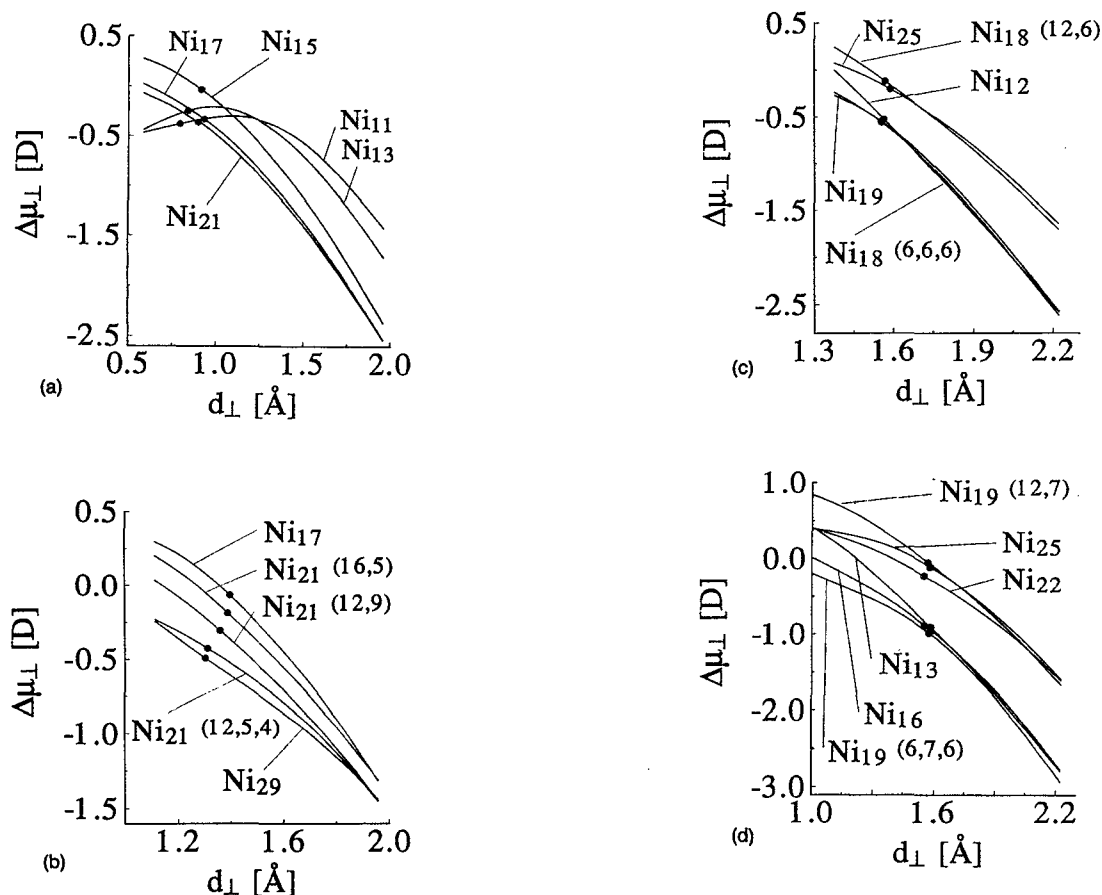 0.5
-0.5
-1.5
-2.5
Δμ⊥ [D]
Ni17
Ni15
Ni11
Ni13
Ni21
0.5 1.0 1.5 2.0
(a)
d⊥ [Å]
0.5
-0.5
-1.5
-2.5
Δμ⊥ [D]
Ni25
Ni18 (12,6)
Ni12
Ni19
Ni18 (6,6,6)
1.3 1.6 1.9 2.2
(c)
d⊥ [Å]
0.5
0.0
-0.5
-1.0
-1.5
Δμ⊥ [D]
Ni17
Ni21 (16,5)
Ni21 (12,9)
Ni21 (12,5,4)
Ni29
1.2 1.6 2.0
(b)
d⊥ [Å]
1.0
0.0
-1.0
-2.0
-3.0
Δμ⊥ [D]
Ni19 (12,7)
Ni25
Ni22
Ni13
Ni16
Ni19 (6,7,6)
1.0 1.6 2.2
(d)
d⊥ [Å]